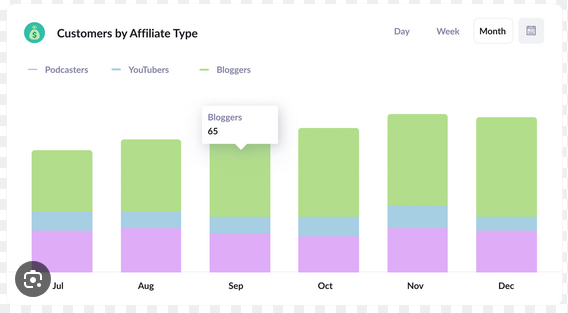 Customers by Affiliate Type
Day Week Month
Podcasters YouTubers Bloggers
Bloggers
65
Jul Aug Sep Oct Nov Dec